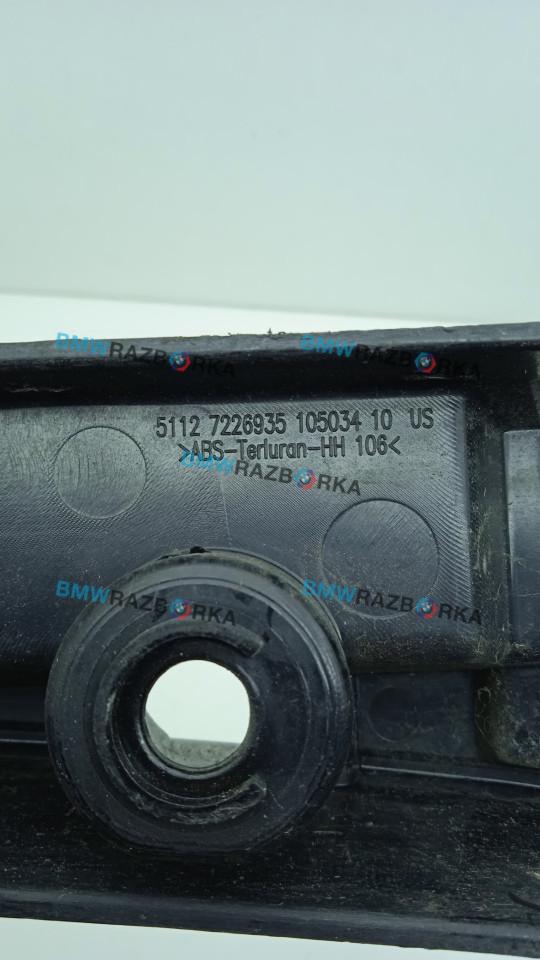 BMWRAZBORKA BMWRAZBORKA
5112 7226935 105034 10 US
>ABS-Terluran-HH 106<
BMWRAZBORKA
BMWRAZBORKA BMWRAZBORKA